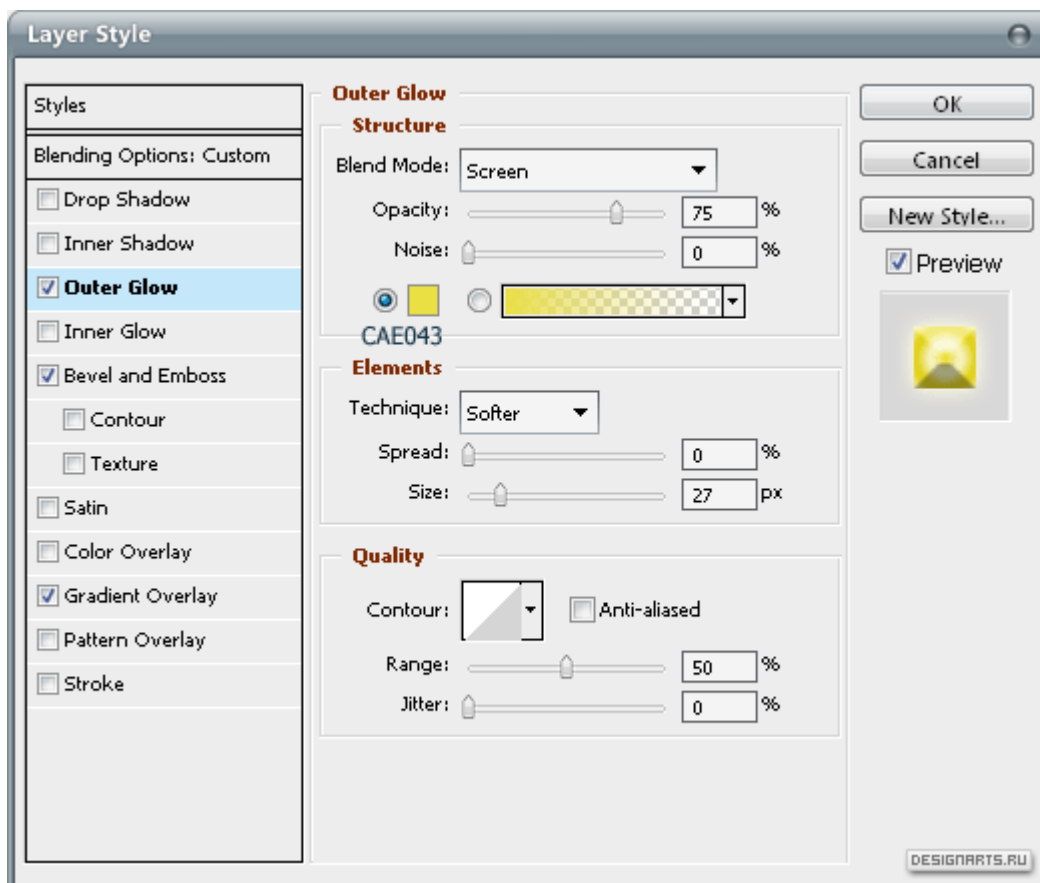 Layer Style
Styles
Blending Options: Custom
Drop Shadow
Inner Shadow
Outer Glow
Inner Glow
Bevel and Emboss
Contour
Texture
Satin
Color Overlay
Gradient Overlay
Pattern Overlay
Stroke
Outer Glow
Structure
Blend Mode: Screen
Opacity: 75 %
Noise: 0 %
CAE043
Elements
Technique: Softer
Spread: 0 %
Size: 27 px
Quality
Contour: Anti-aliased
Range: 50 %
Jitter: 0 %
OK
Cancel
New Style...
Preview
DESIGNARTS.RU